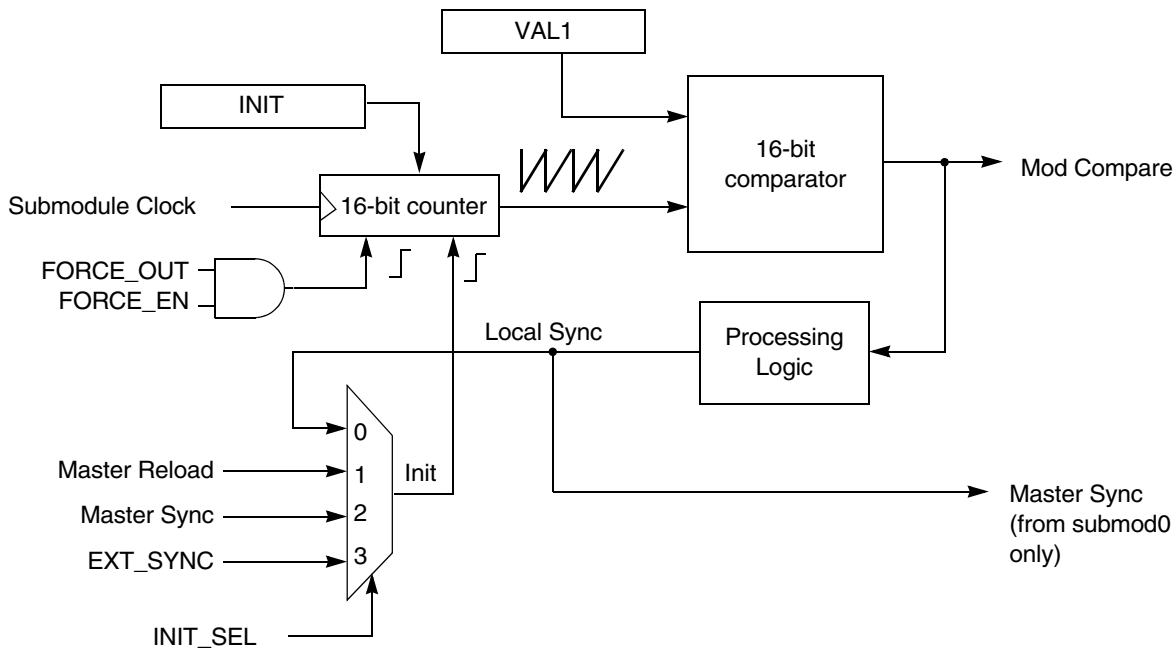 VAL1
INIT
16-bit
comparator
Mod Compare
Submodule Clock
16-bit counter
FORCE_OUT
FORCE_EN
Local Sync
Processing
Logic
0
Master Reload
1
Init
Master Sync
2
EXT_SYNC
3
Master Sync
(from submod0
only)
INIT_SEL